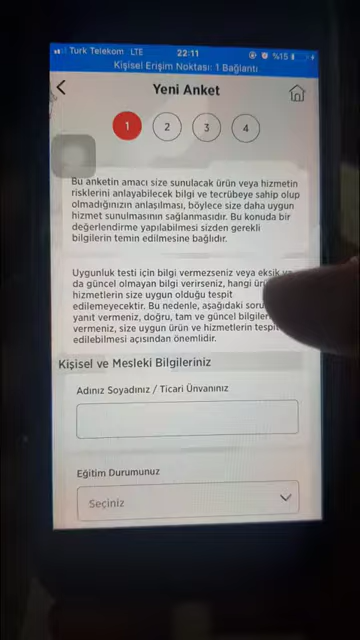 Turk Telekom LTE 22:11 %15
Kişisel Erişim Noktası: 1 Bağlantı
Yeni Anket
1 2 3 4
Bu anketin amacı size sunulacak ürün veya hizmetin
risklerini anlayabilecek bilgi ve tecrübeye sahip olup
olmadığınızın anlaşılması, böylece size daha uygun
hizmet sunulmasının sağlanmasıdır. Bu konuda bir
değerlendirme yapılabilmesi sizden gerekli
bilgilerin temin edilmesine bağlıdır.
Uygunluk testi için bilgi vermezseniz veya eksik
da güncel olmayan bilgi verirseniz, hangi
hizmetlerin size uygun olduğu tespit
edilemeyecektir. Bu nedenle, aşağıdaki
yanıt vermeniz, doğru, tam ve güncel
vermeniz, size uygun ürün ve hizmetlerin
edilebilmesi açısından önemlidir.
Kişisel ve Mesleki Bilgileriniz
Adınız Soyadınız / Ticari Ünvanınız
Eğitim Durumunuz
Seçiniz